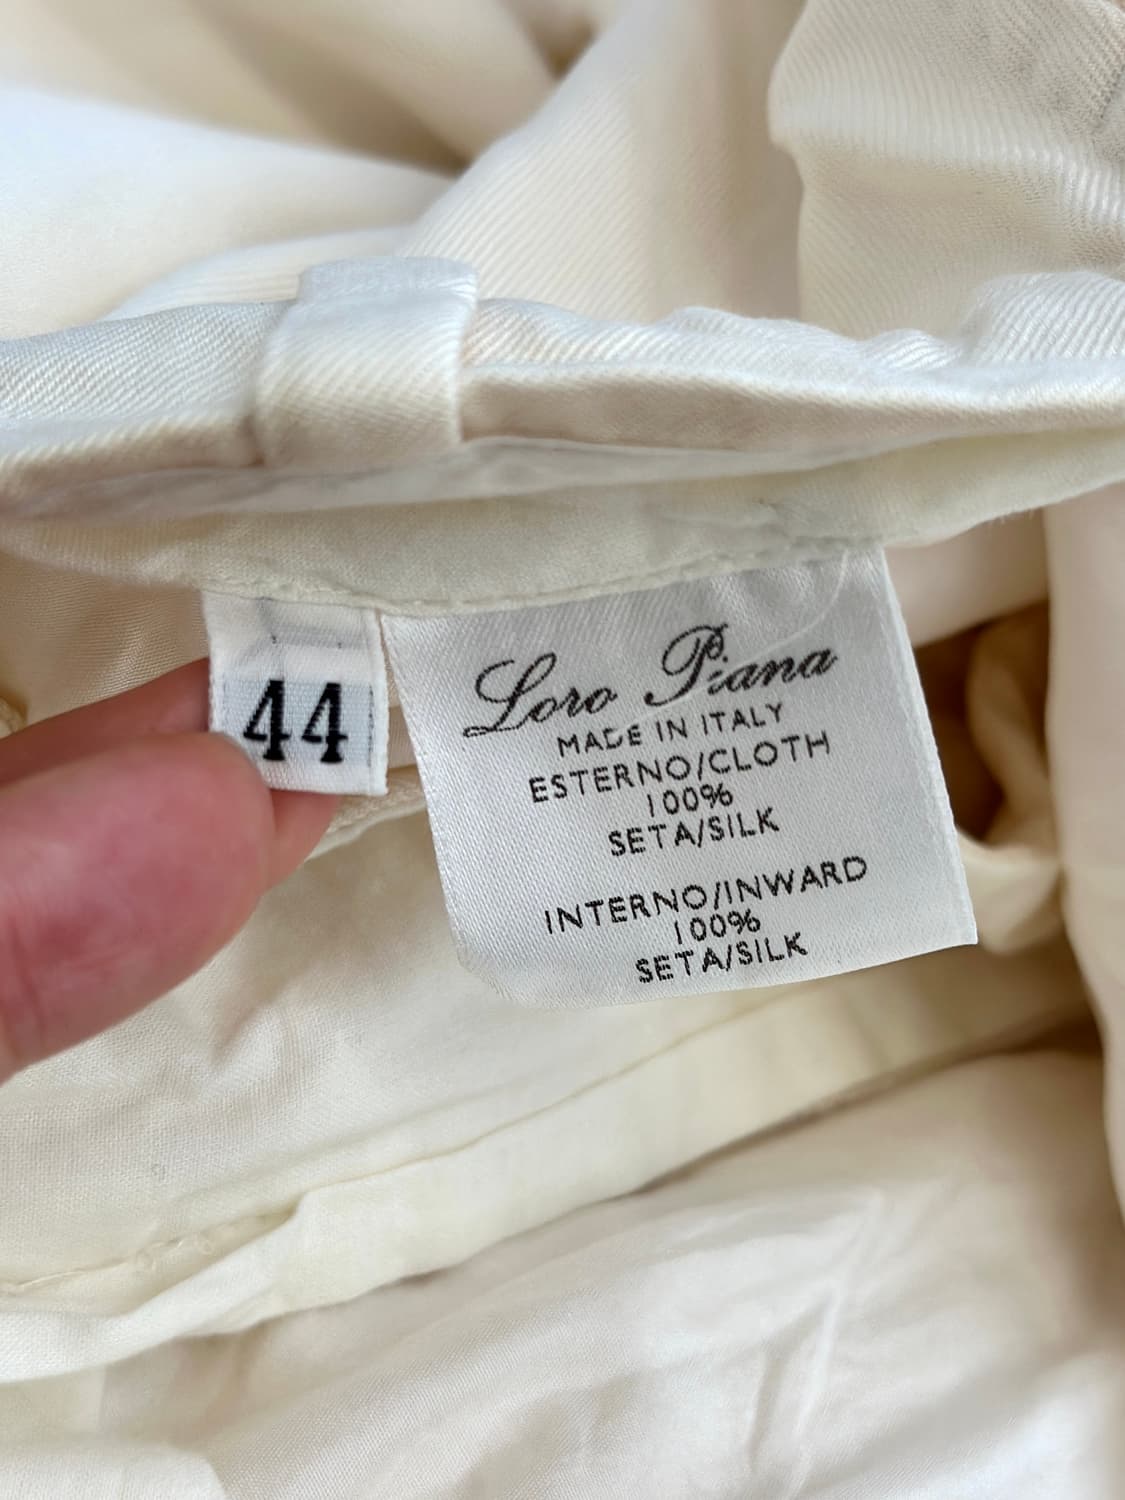 44
Loro Piana
MADE IN ITALY
ESTERNO/CLOTH
100%
SETA/SILK
INTERNO/INWARD
100%
SETA/SILK